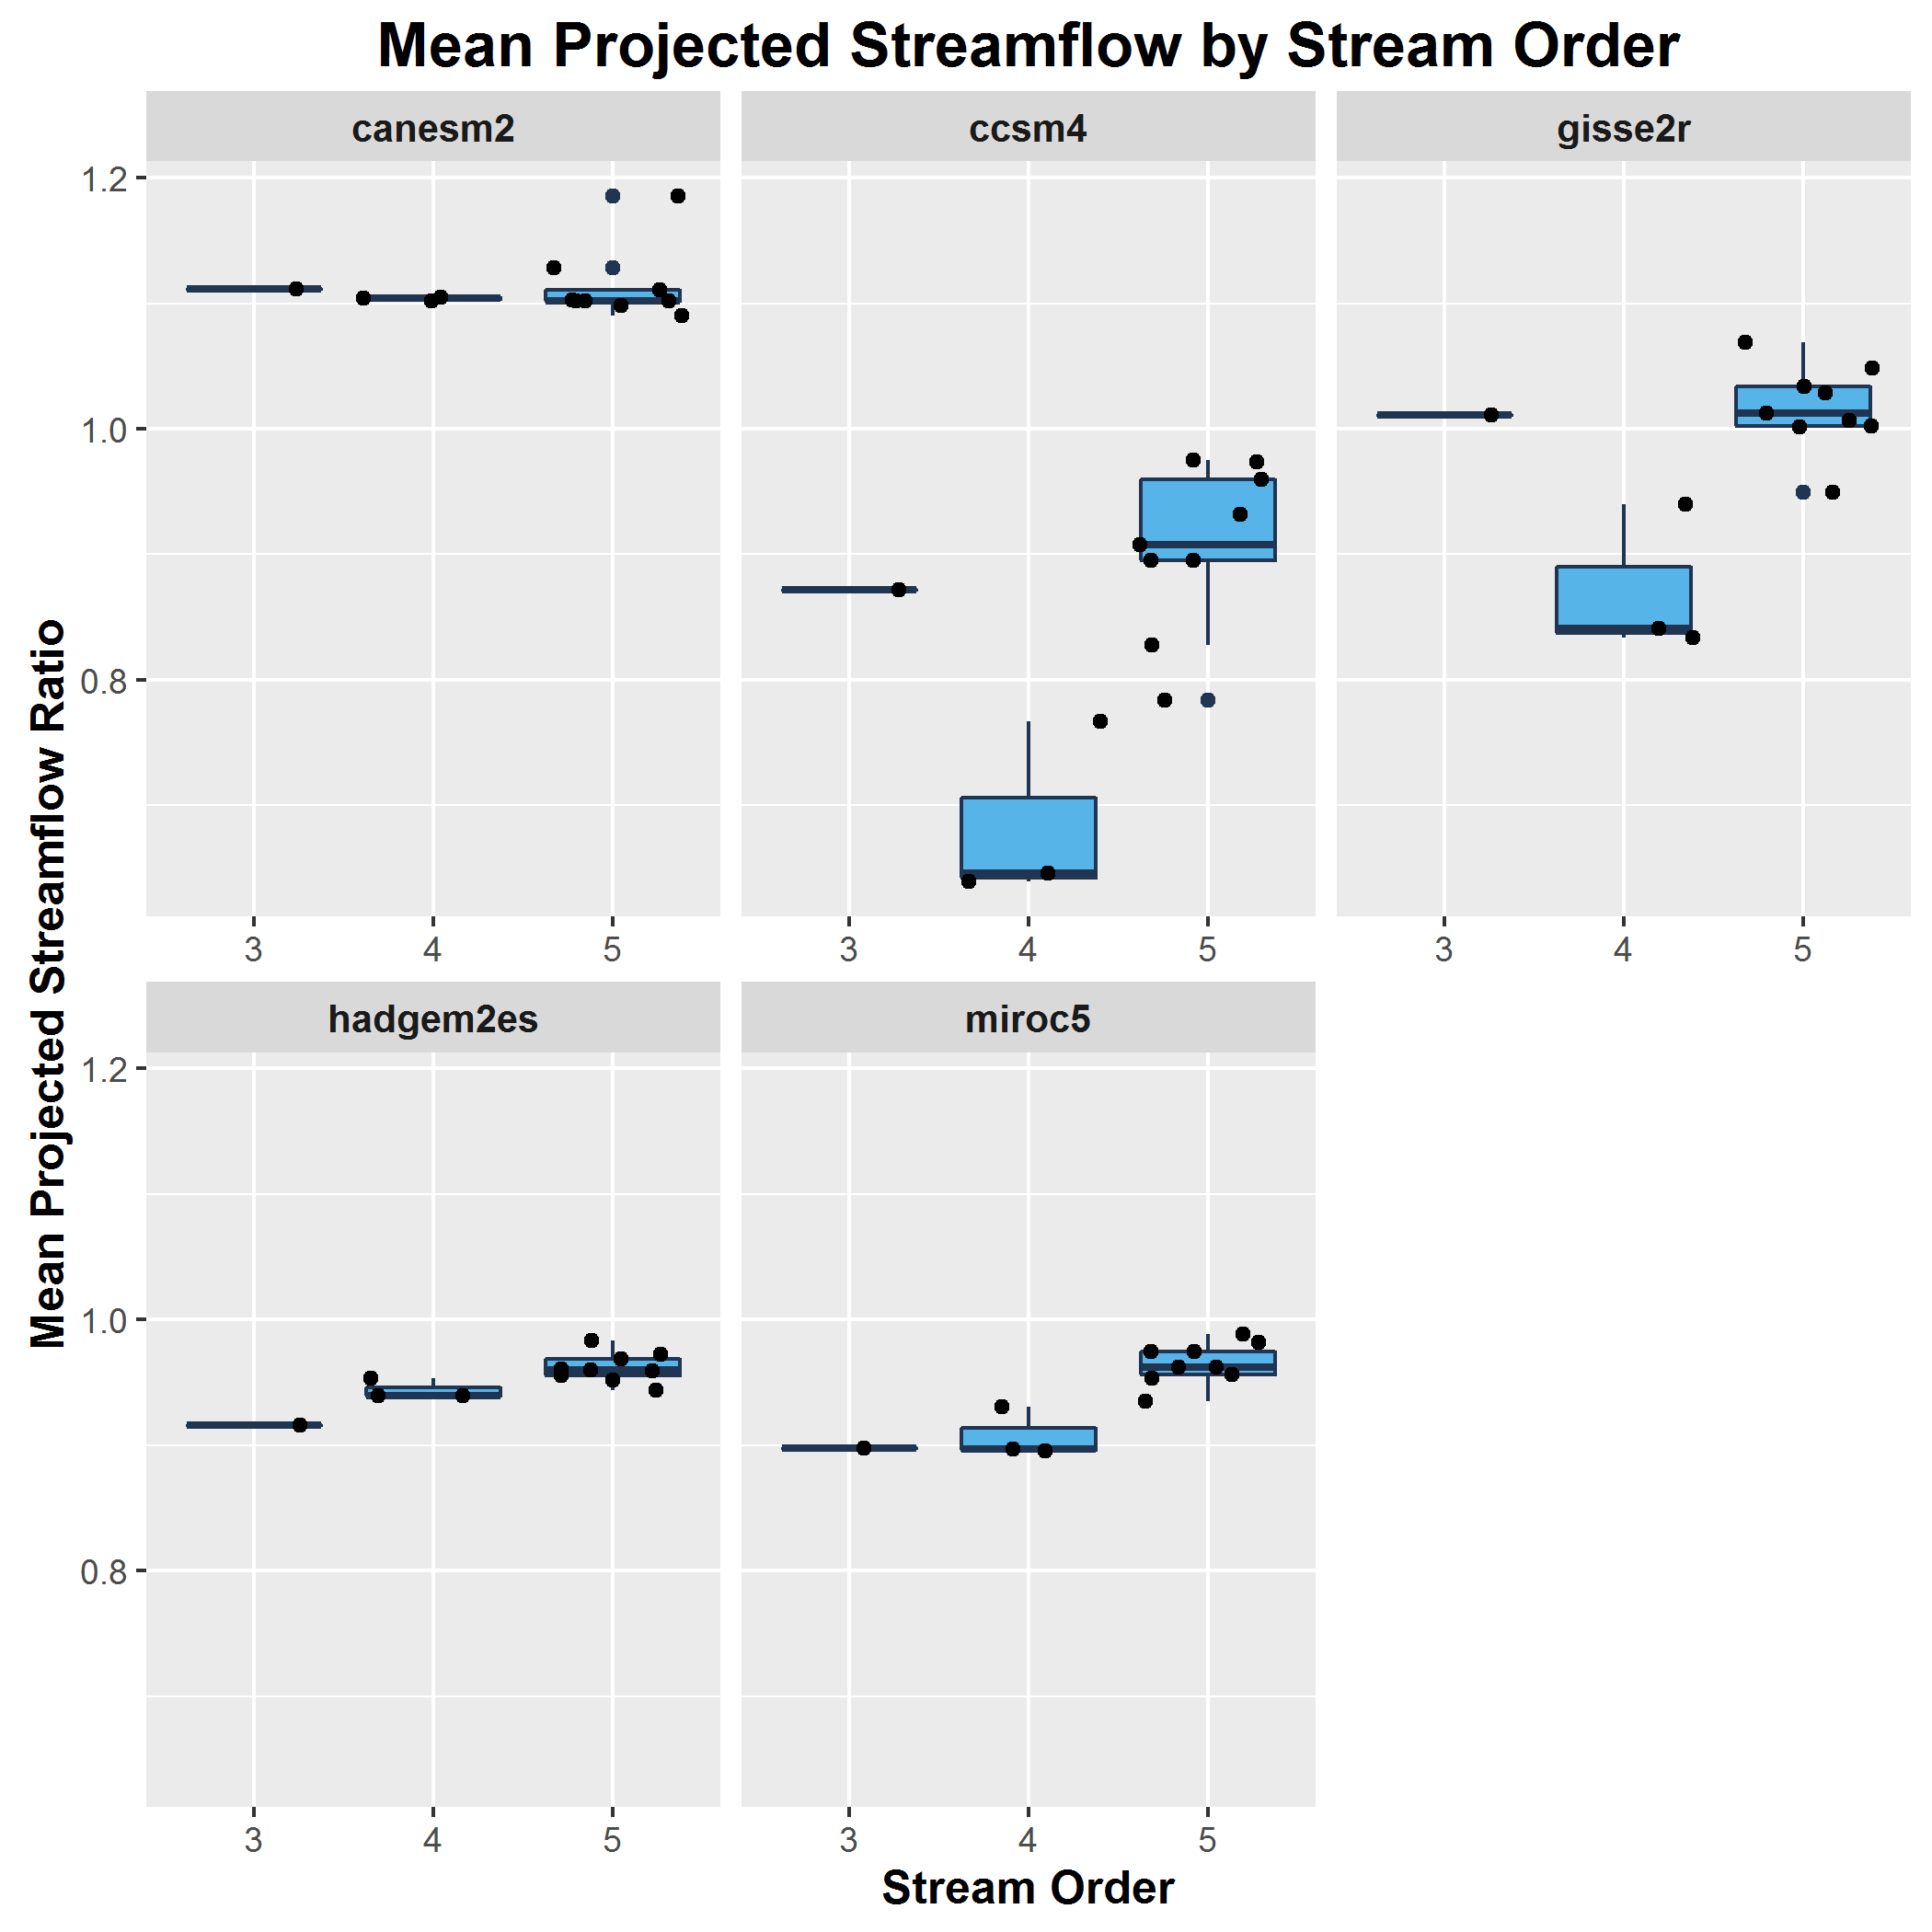 Mean Projected Streamflow by Stream Order
canesm2
ccsm4
gisse2r
1.2
1.0
0.8
3 4 5
3 4 5
3 4 5
Mean Projected Streamflow Ratio
hadgem2es
miroc5
1.2
1.0
0.8
3 4 5
3 4 5
Stream Order